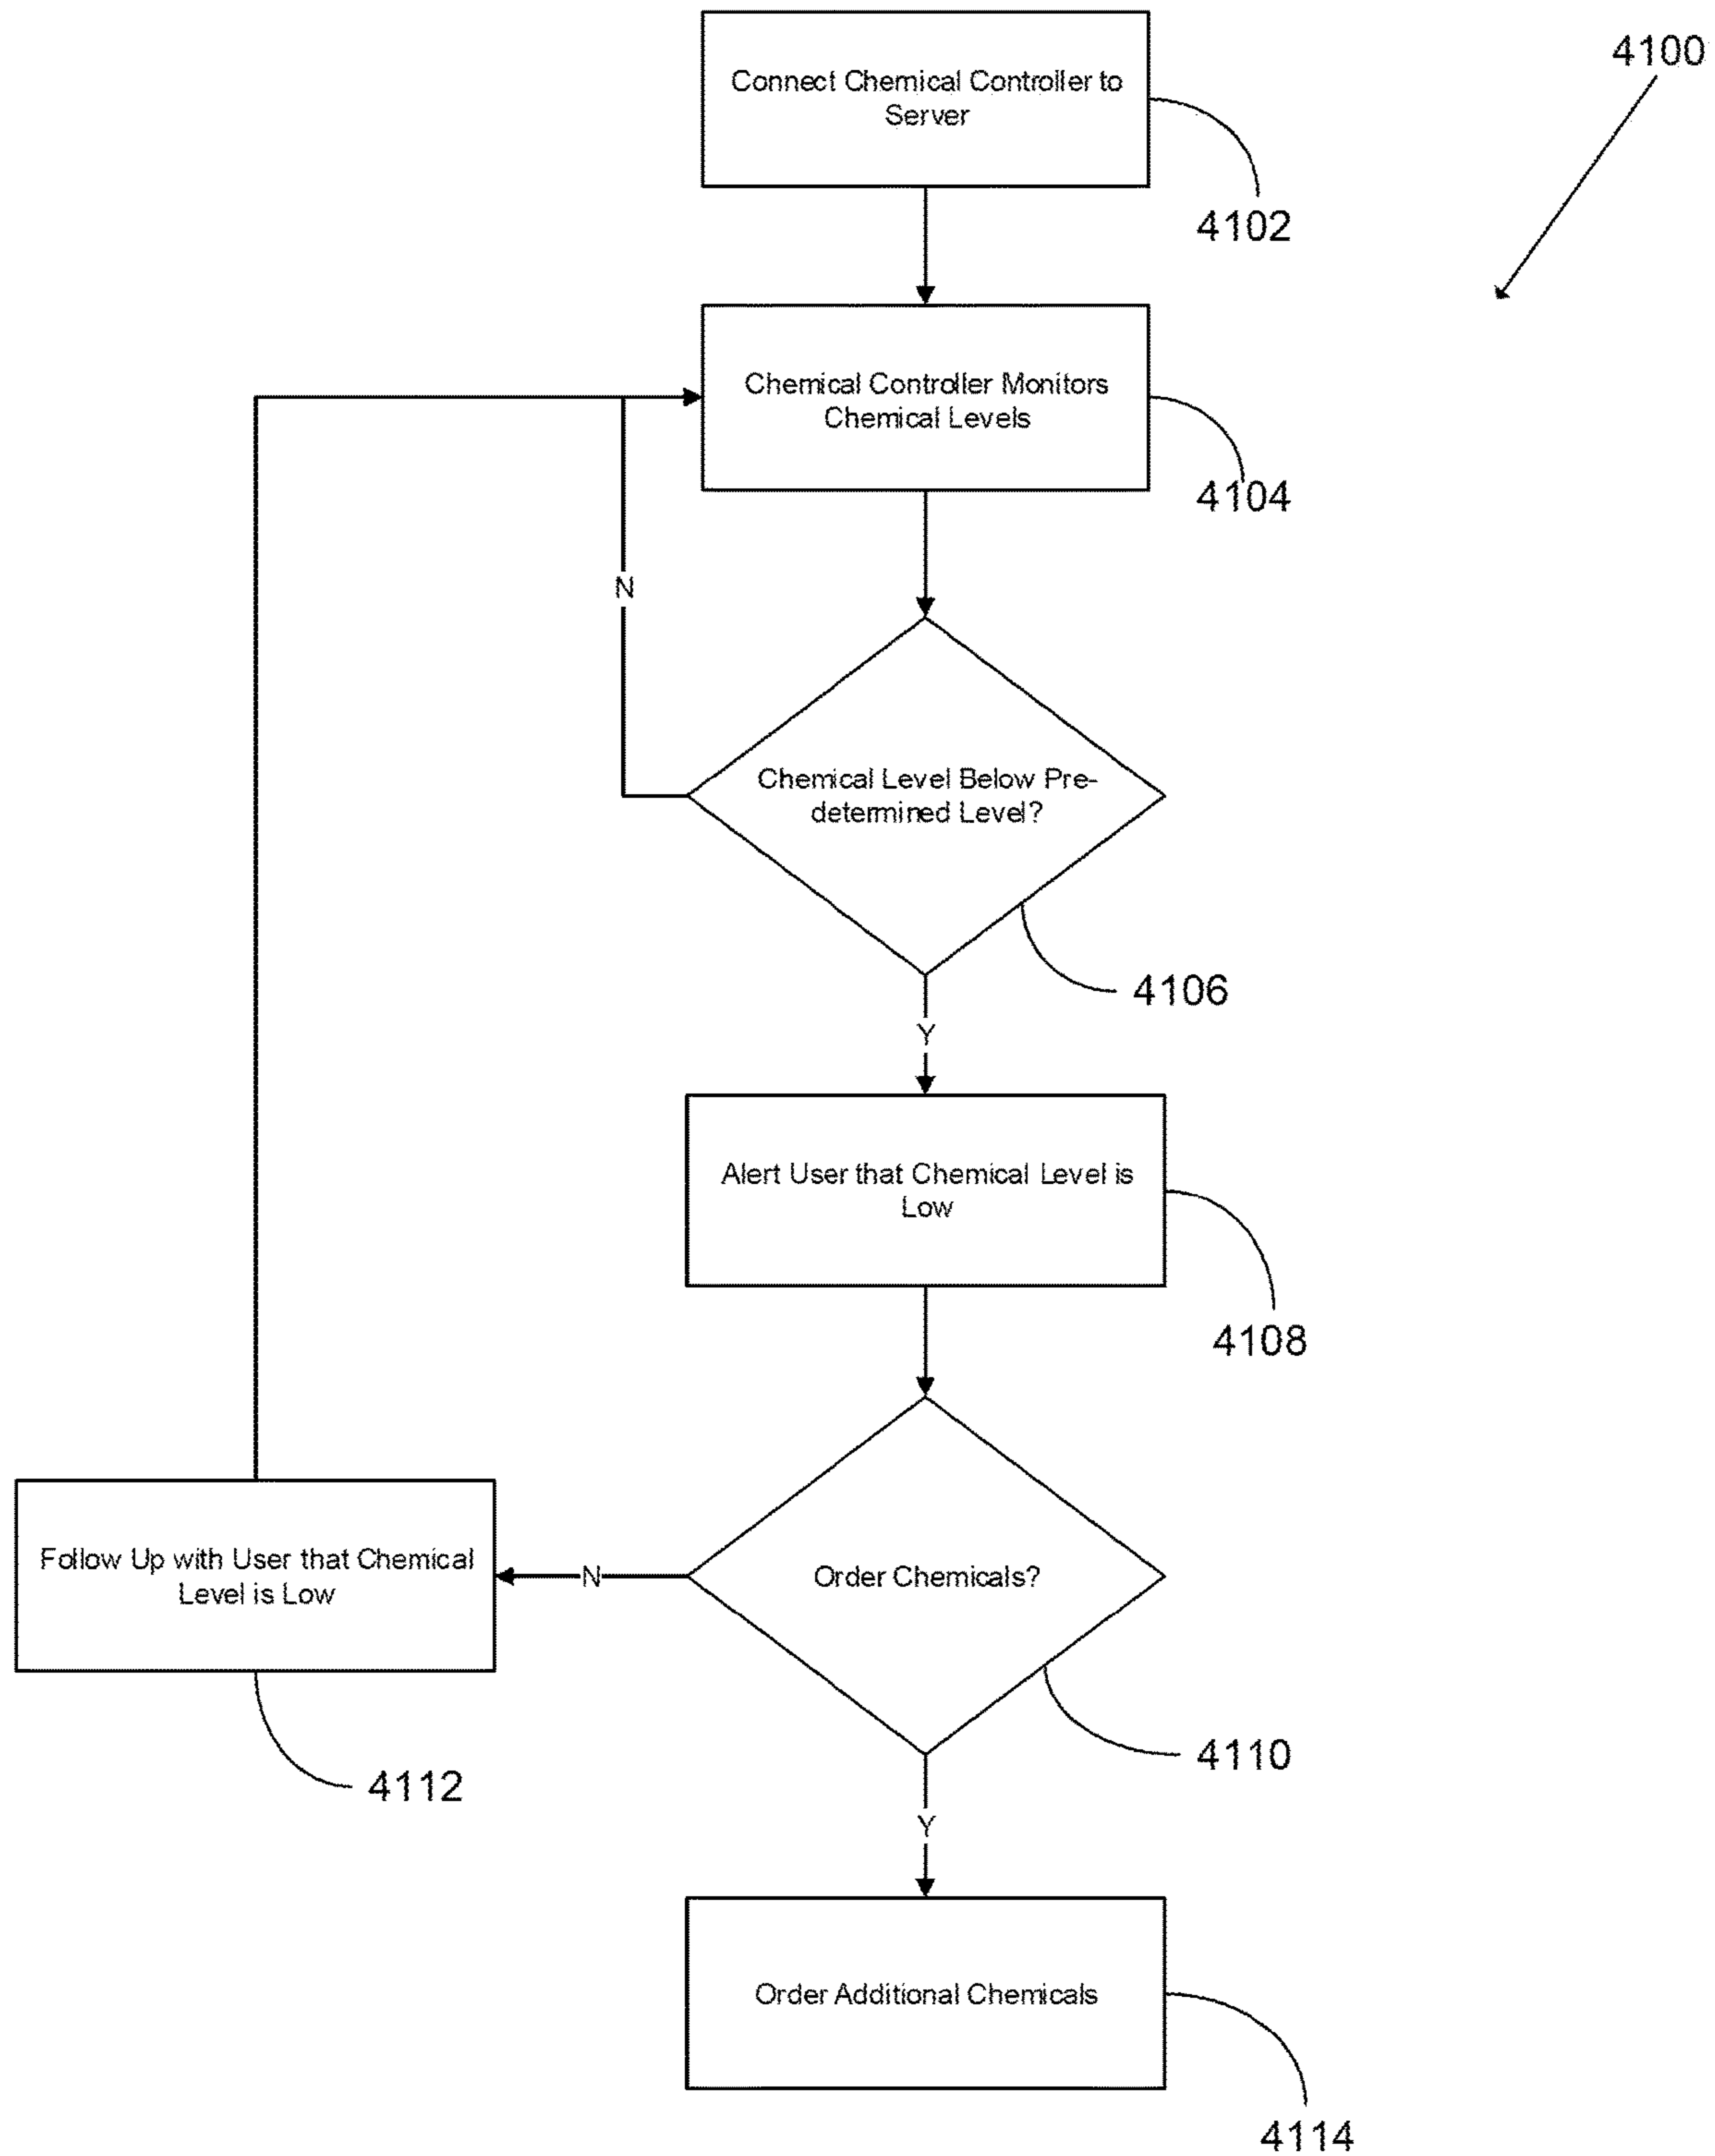 4100
Connect Chemical Controller to
Server
4102
Chemical Controller Monitors
Chemical Levels
4104
N
Chemical Level Below Pre-
determined Level?
4106
Y
Alert User that Chemical Level is
Low
4108
Order Chemicals?
N
Follow Up with User that Chemical
Level is Low
4110
4112
Y
Order Additional Chemicals
4114